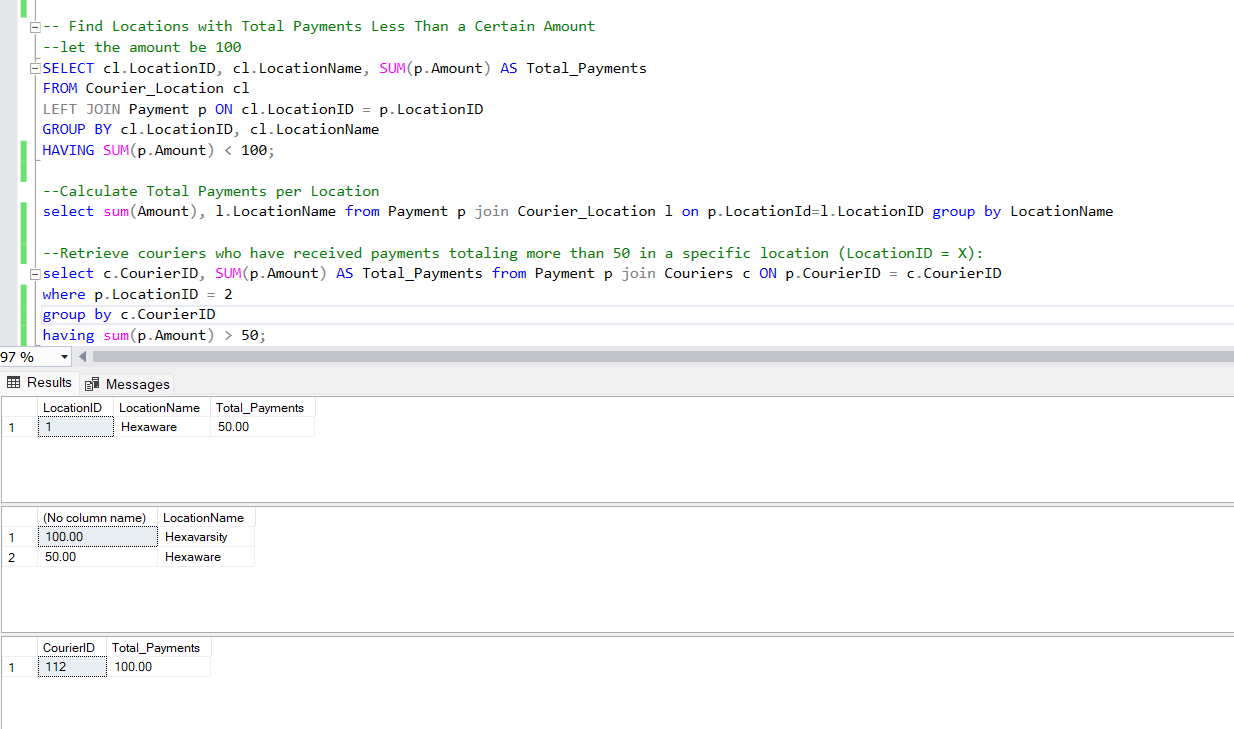 -- Find Locations with Total Payments Less Than a Certain Amount
--let the amount be 100
SELECT cl.LocationID, cl.LocationName, SUM(p.Amount) AS Total_Payments
FROM Courier_Location cl
LEFT JOIN Payment p ON cl.LocationID = p.LocationID
GROUP BY cl.LocationID, cl.LocationName
HAVING SUM(p.Amount) < 100;
--Calculate Total Payments per Location
select sum(Amount), l.LocationName from Payment p join Courier_Location l on p.LocationId=l.LocationID group by LocationName
--Retrieve couriers who have received payments totaling more than 50 in a specific location (LocationID = X):
select c.CourierID, SUM(p.Amount) AS Total_Payments from Payment p join Couriers c ON p.CourierID = c.CourierID
where p.LocationID = 2
group by c.CourierID
having sum(p.Amount) > 50;
97 %
Results Messages
LocationID LocationName Total_Payments
1 1 Hexaware 50.00
(No column name) LocationName
1 100.00 Hexavarsity
2 50.00 Hexaware
CourierID Total_Payments
1 112 100.00